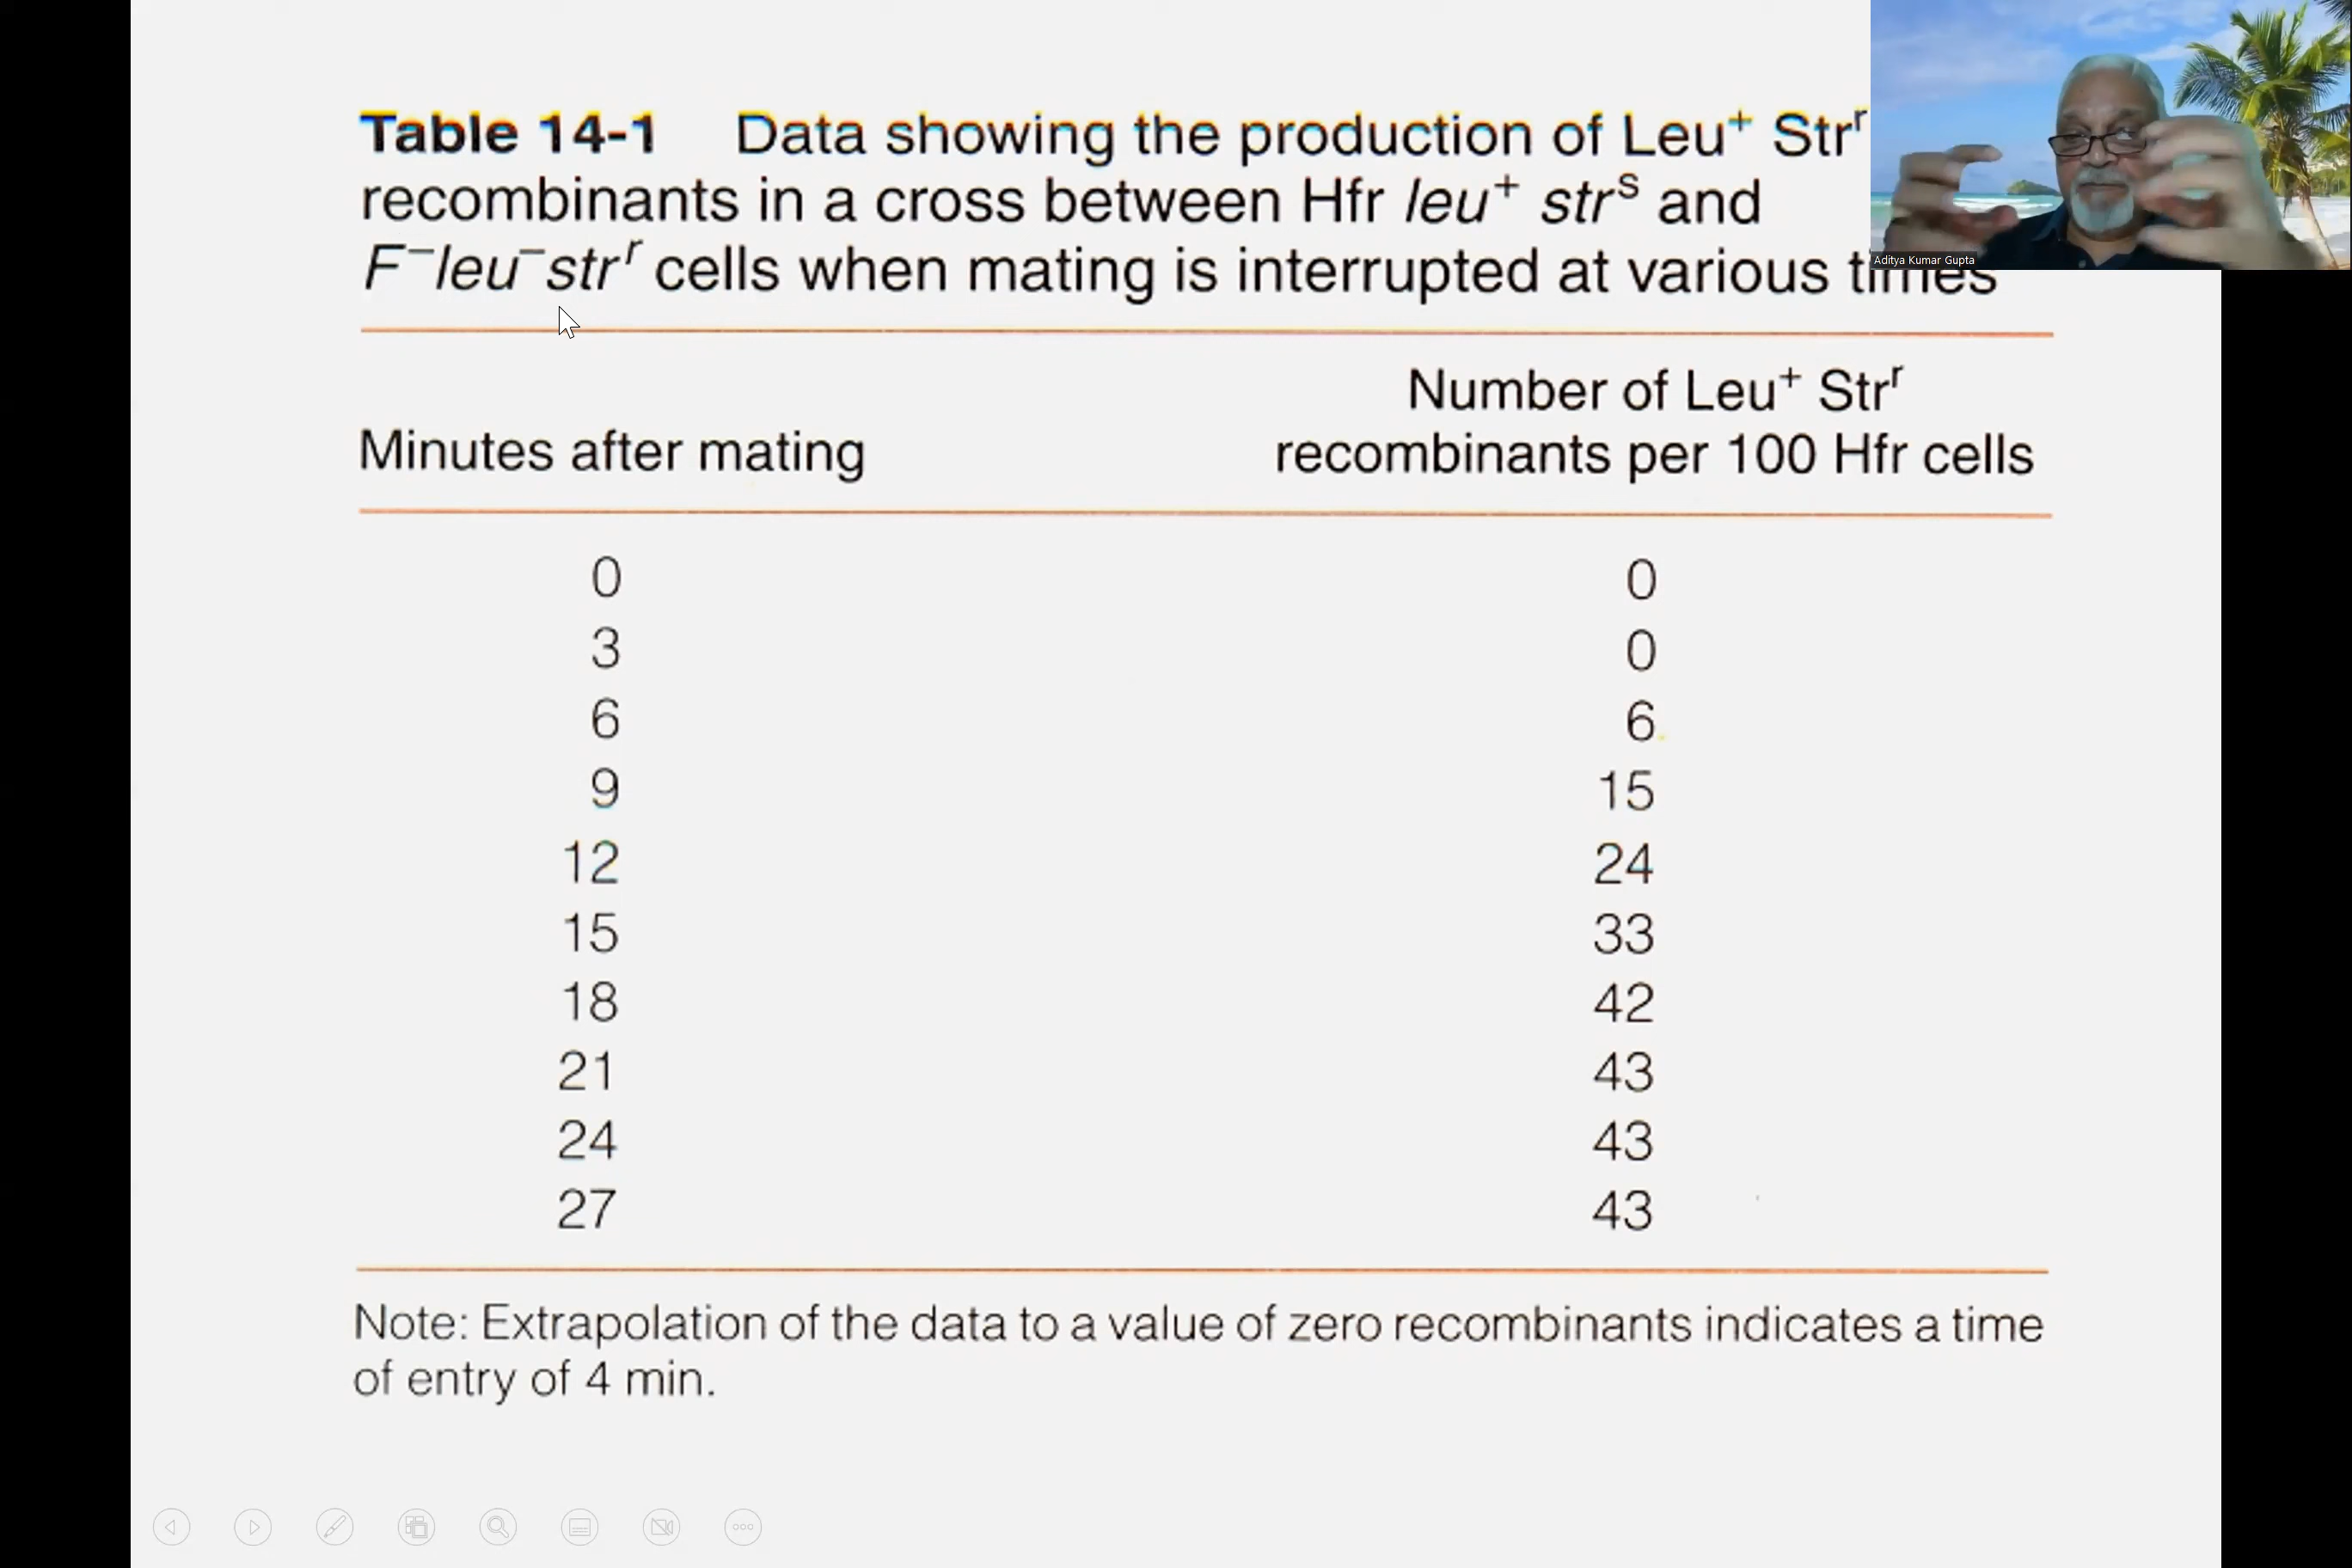 Table 14-1 Data showing the production of Leu⁺ Strʳ
recombinants in a cross between Hfr leu⁺ strˢ and
F⁻leu⁻strʳ cells when mating is interrupted at various times
Aditya Kumar Gupta
Minutes after mating
Number of Leu⁺ Strʳ
recombinants per 100 Hfr cells
0 0
3 0
6 6
9 15
12 24
15 33
18 42
21 43
24 43
27 43
Note: Extrapolation of the data to a value of zero recombinants indicates a time
of entry of 4 min.